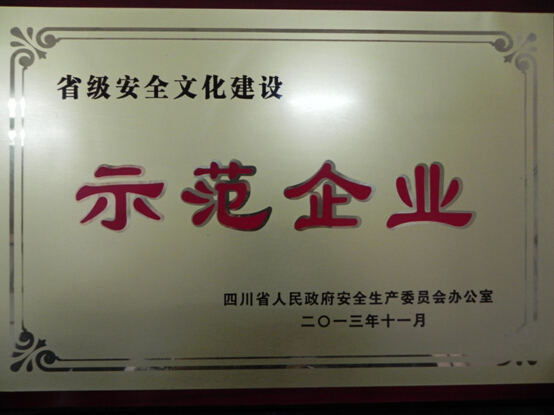 省级安全文化建设
示范企业
四川省人民政府安全生产委员会办公室
二〇一三年十一月